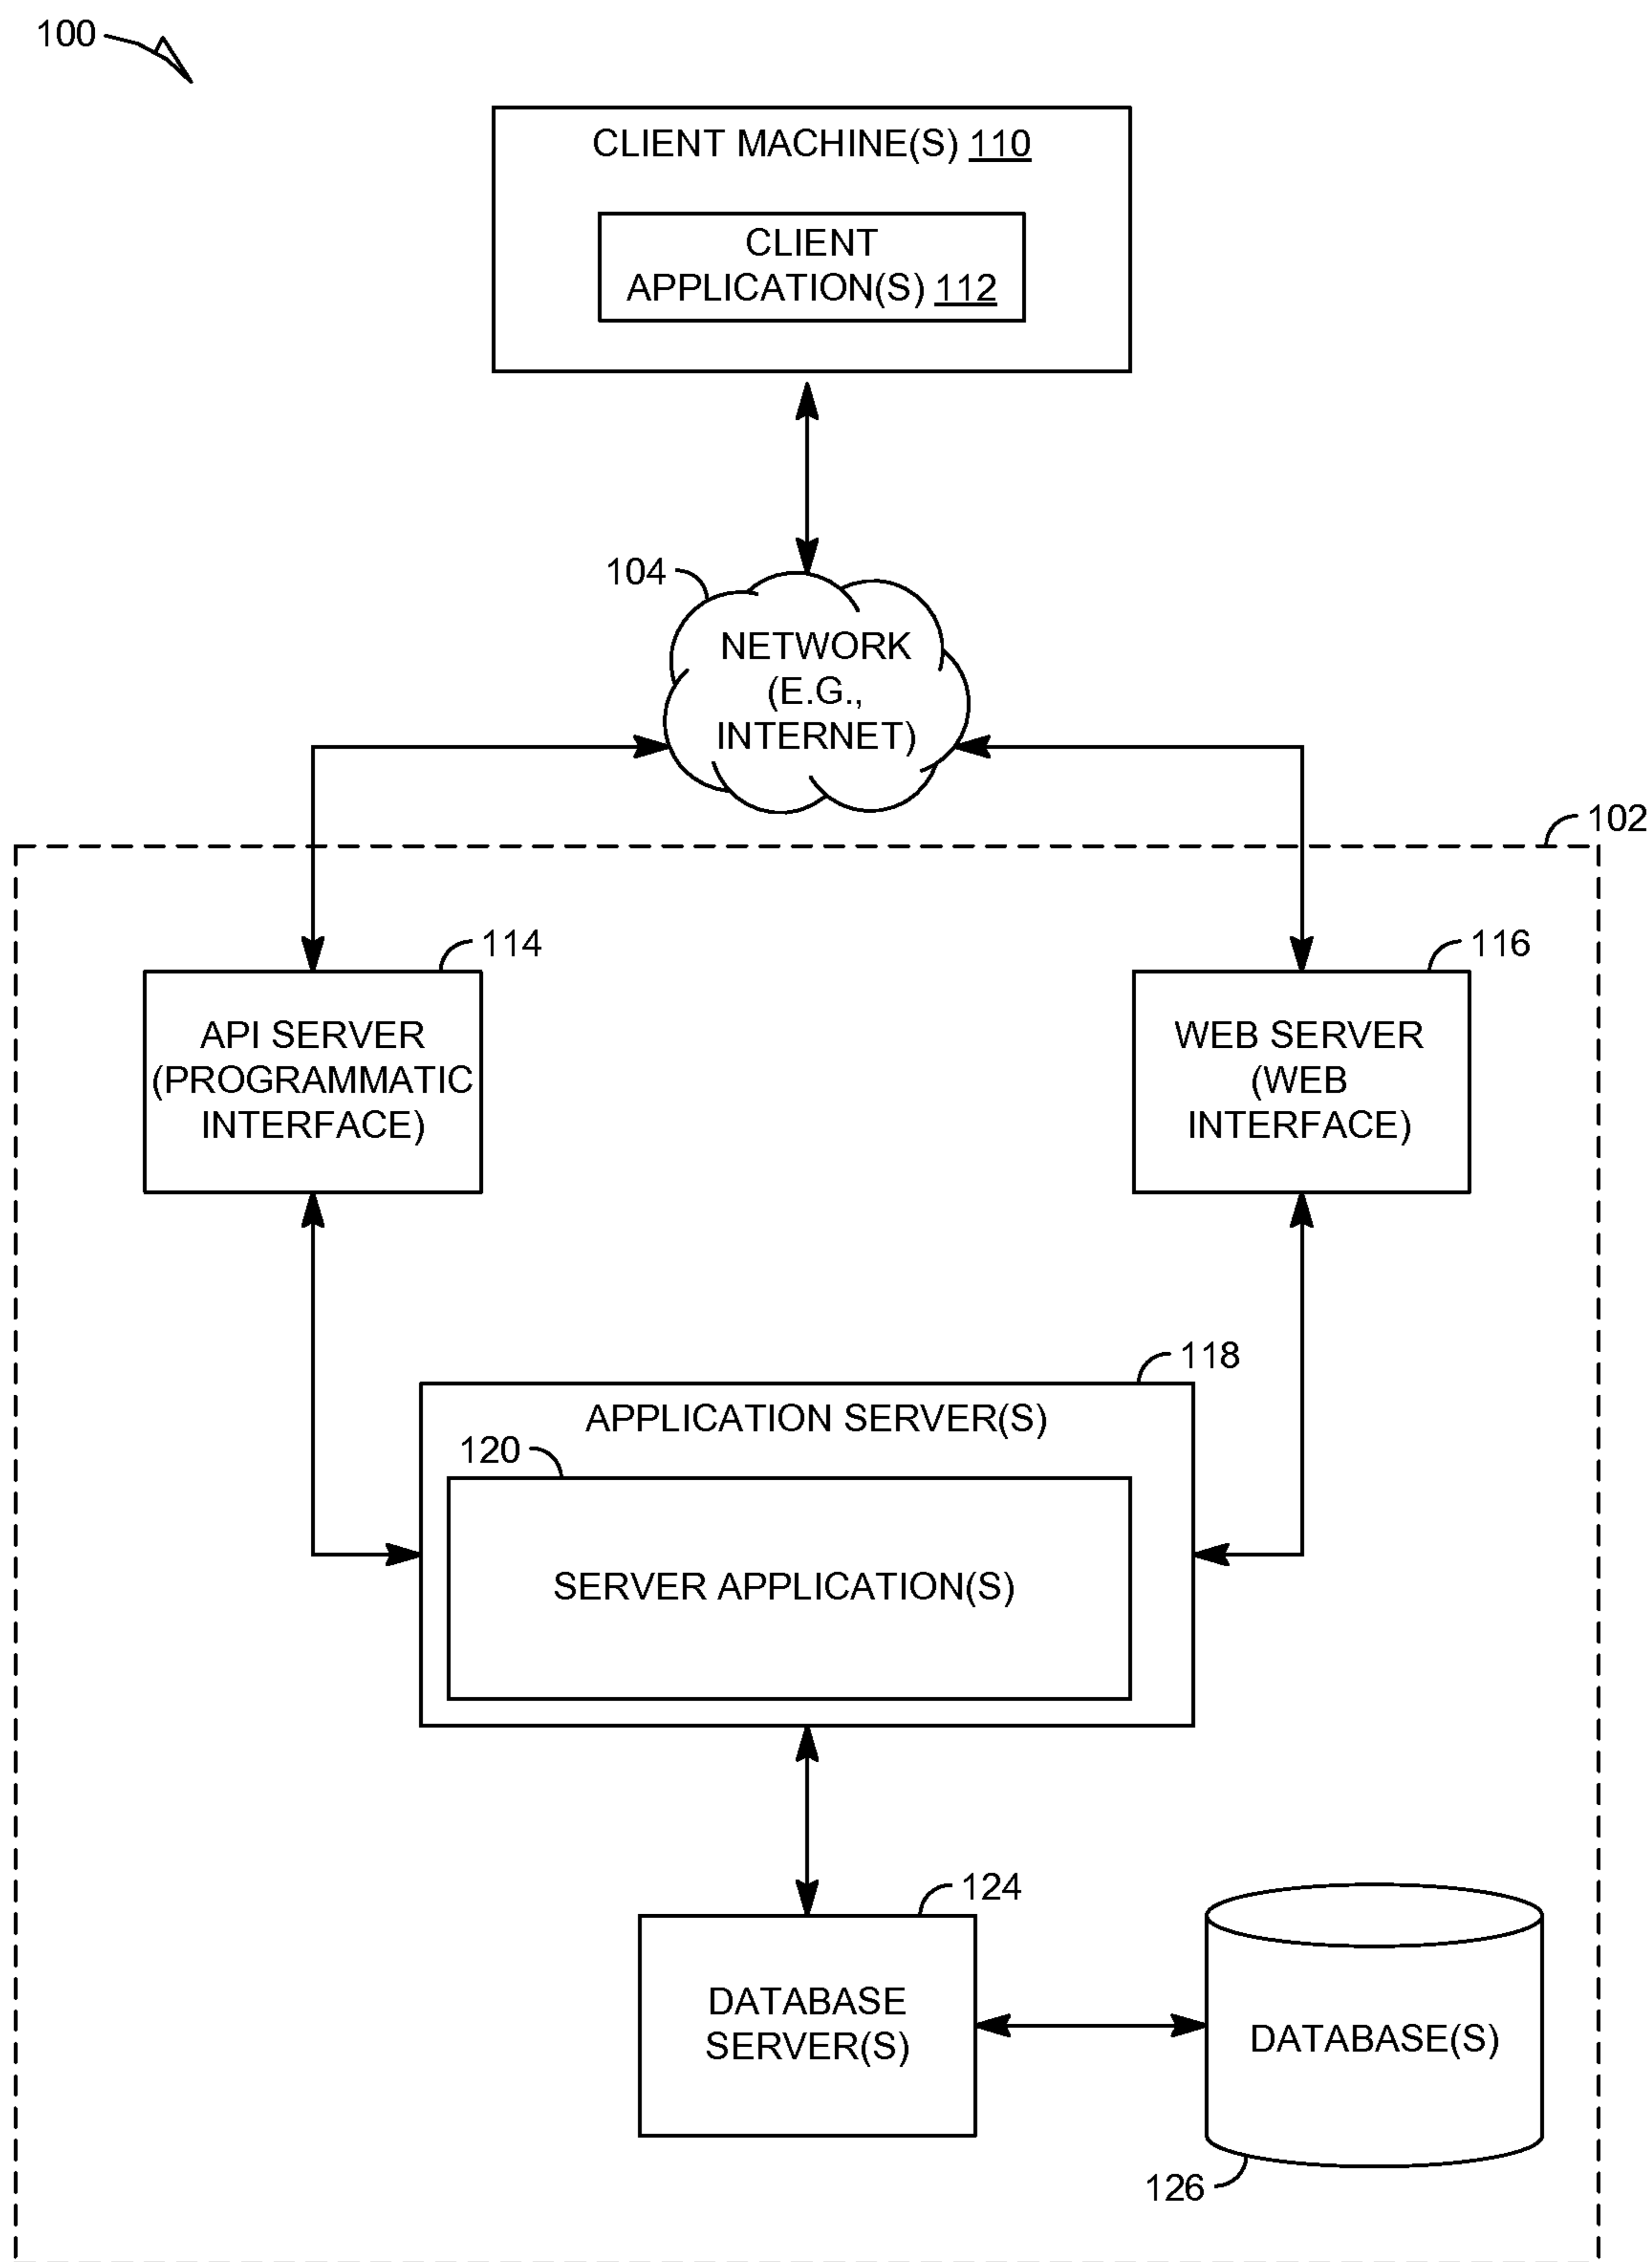 100
CLIENT MACHINE(S) 110
CLIENT
APPLICATION(S) 112
104
NETWORK
(E.G.,
INTERNET)
102
114
API SERVER
(PROGRAMMATIC
INTERFACE)
116
WEB SERVER
(WEB
INTERFACE)
118
APPLICATION SERVER(S)
120
SERVER APPLICATION(S)
124
DATABASE
SERVER(S)
DATABASE(S)
126